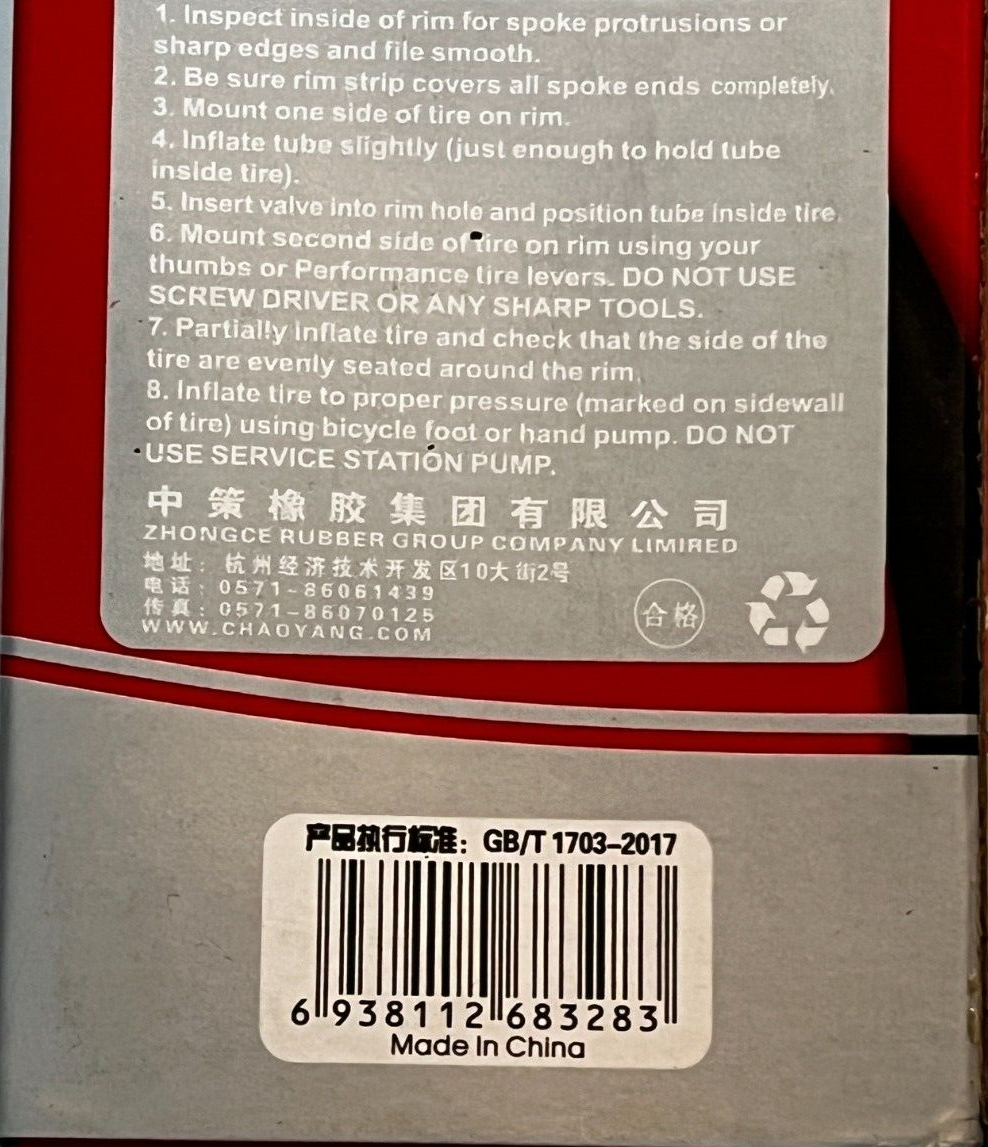 1. Inspect inside of rim for spoke protrusions or
sharp edges and file smooth.
2. Be sure rim strip covers all spoke ends completely.
3. Mount one side of tire on rim.
4. Inflate tube slightly (just enough to hold tube
inside tire).
5. Insert valve into rim hole and position tube inside tire.
6. Mount second side of tire on rim using your
thumbs or Performance tire levers. DO NOT USE
SCREW DRIVER OR ANY SHARP TOOLS.
7. Partially inflate tire and check that the side of the
tire are evenly seated around the rim.
8. Inflate tire to proper pressure (marked on sidewall
of tire) using bicycle foot or hand pump. DO NOT
USE SERVICE STATION PUMP.
中策橡胶集团有限公司
ZHONGCE RUBBER GROUP COMPANY LIMIRED
地址：杭州经济技术开发区10大街2号
电话：0571-86061439
传真：0571-86070125
WWW.CHAOYANG.COM
合格
产品执行标准：GB/T 1703-2017
6 938112 683283
Made In China